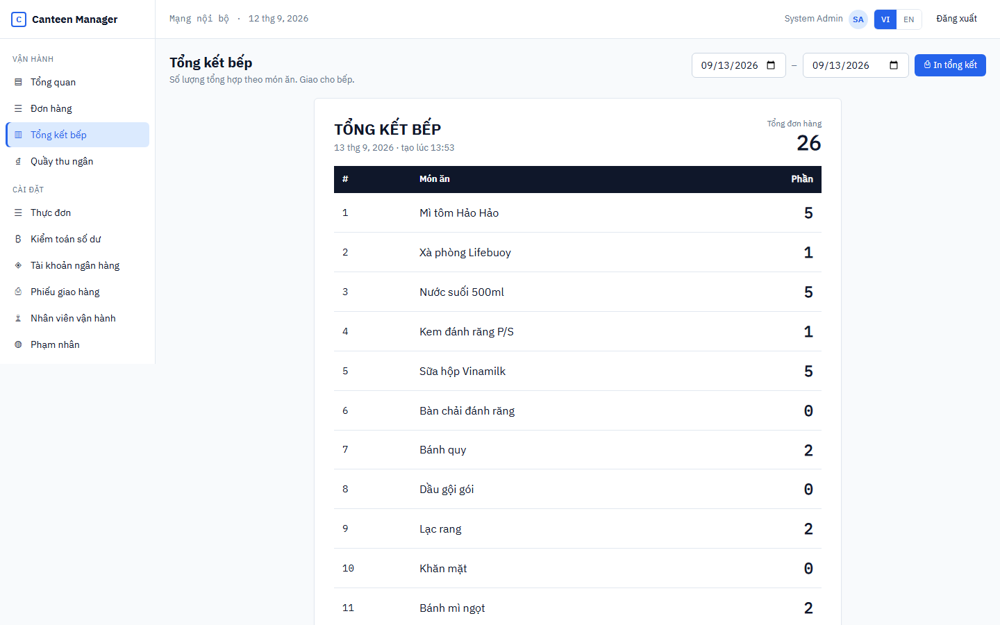 C Canteen Manager
Mạng nội bộ · 12 thg 9, 2026
System Admin SA VI EN Đăng xuất
VẬN HÀNH
Tổng quan
Đơn hàng
Tổng kết bếp
₫ Quầy thu ngân
CÀI ĐẶT
Thực đơn
Kiểm toán số dư
Tài khoản ngân hàng
Phiếu giao hàng
Nhân viên vận hành
Phạm nhân
Tổng kết bếp
Số lượng tổng hợp theo món ăn. Giao cho bếp.
09/13/2026 – 09/13/2026 In tổng kết
TỔNG KẾT BẾP
13 thg 9, 2026 · tạo lúc 13:53
Tổng đơn hàng
26
# Món ăn Phần
1 Mì tôm Hảo Hảo 5
2 Xà phòng Lifebuoy 1
3 Nước suối 500ml 5
4 Kem đánh răng P/S 1
5 Sữa hộp Vinamilk 5
6 Bàn chải đánh răng 0
7 Bánh quy 2
8 Dầu gội gói 0
9 Lạc rang 2
10 Khăn mặt 0
11 Bánh mì ngọt 2